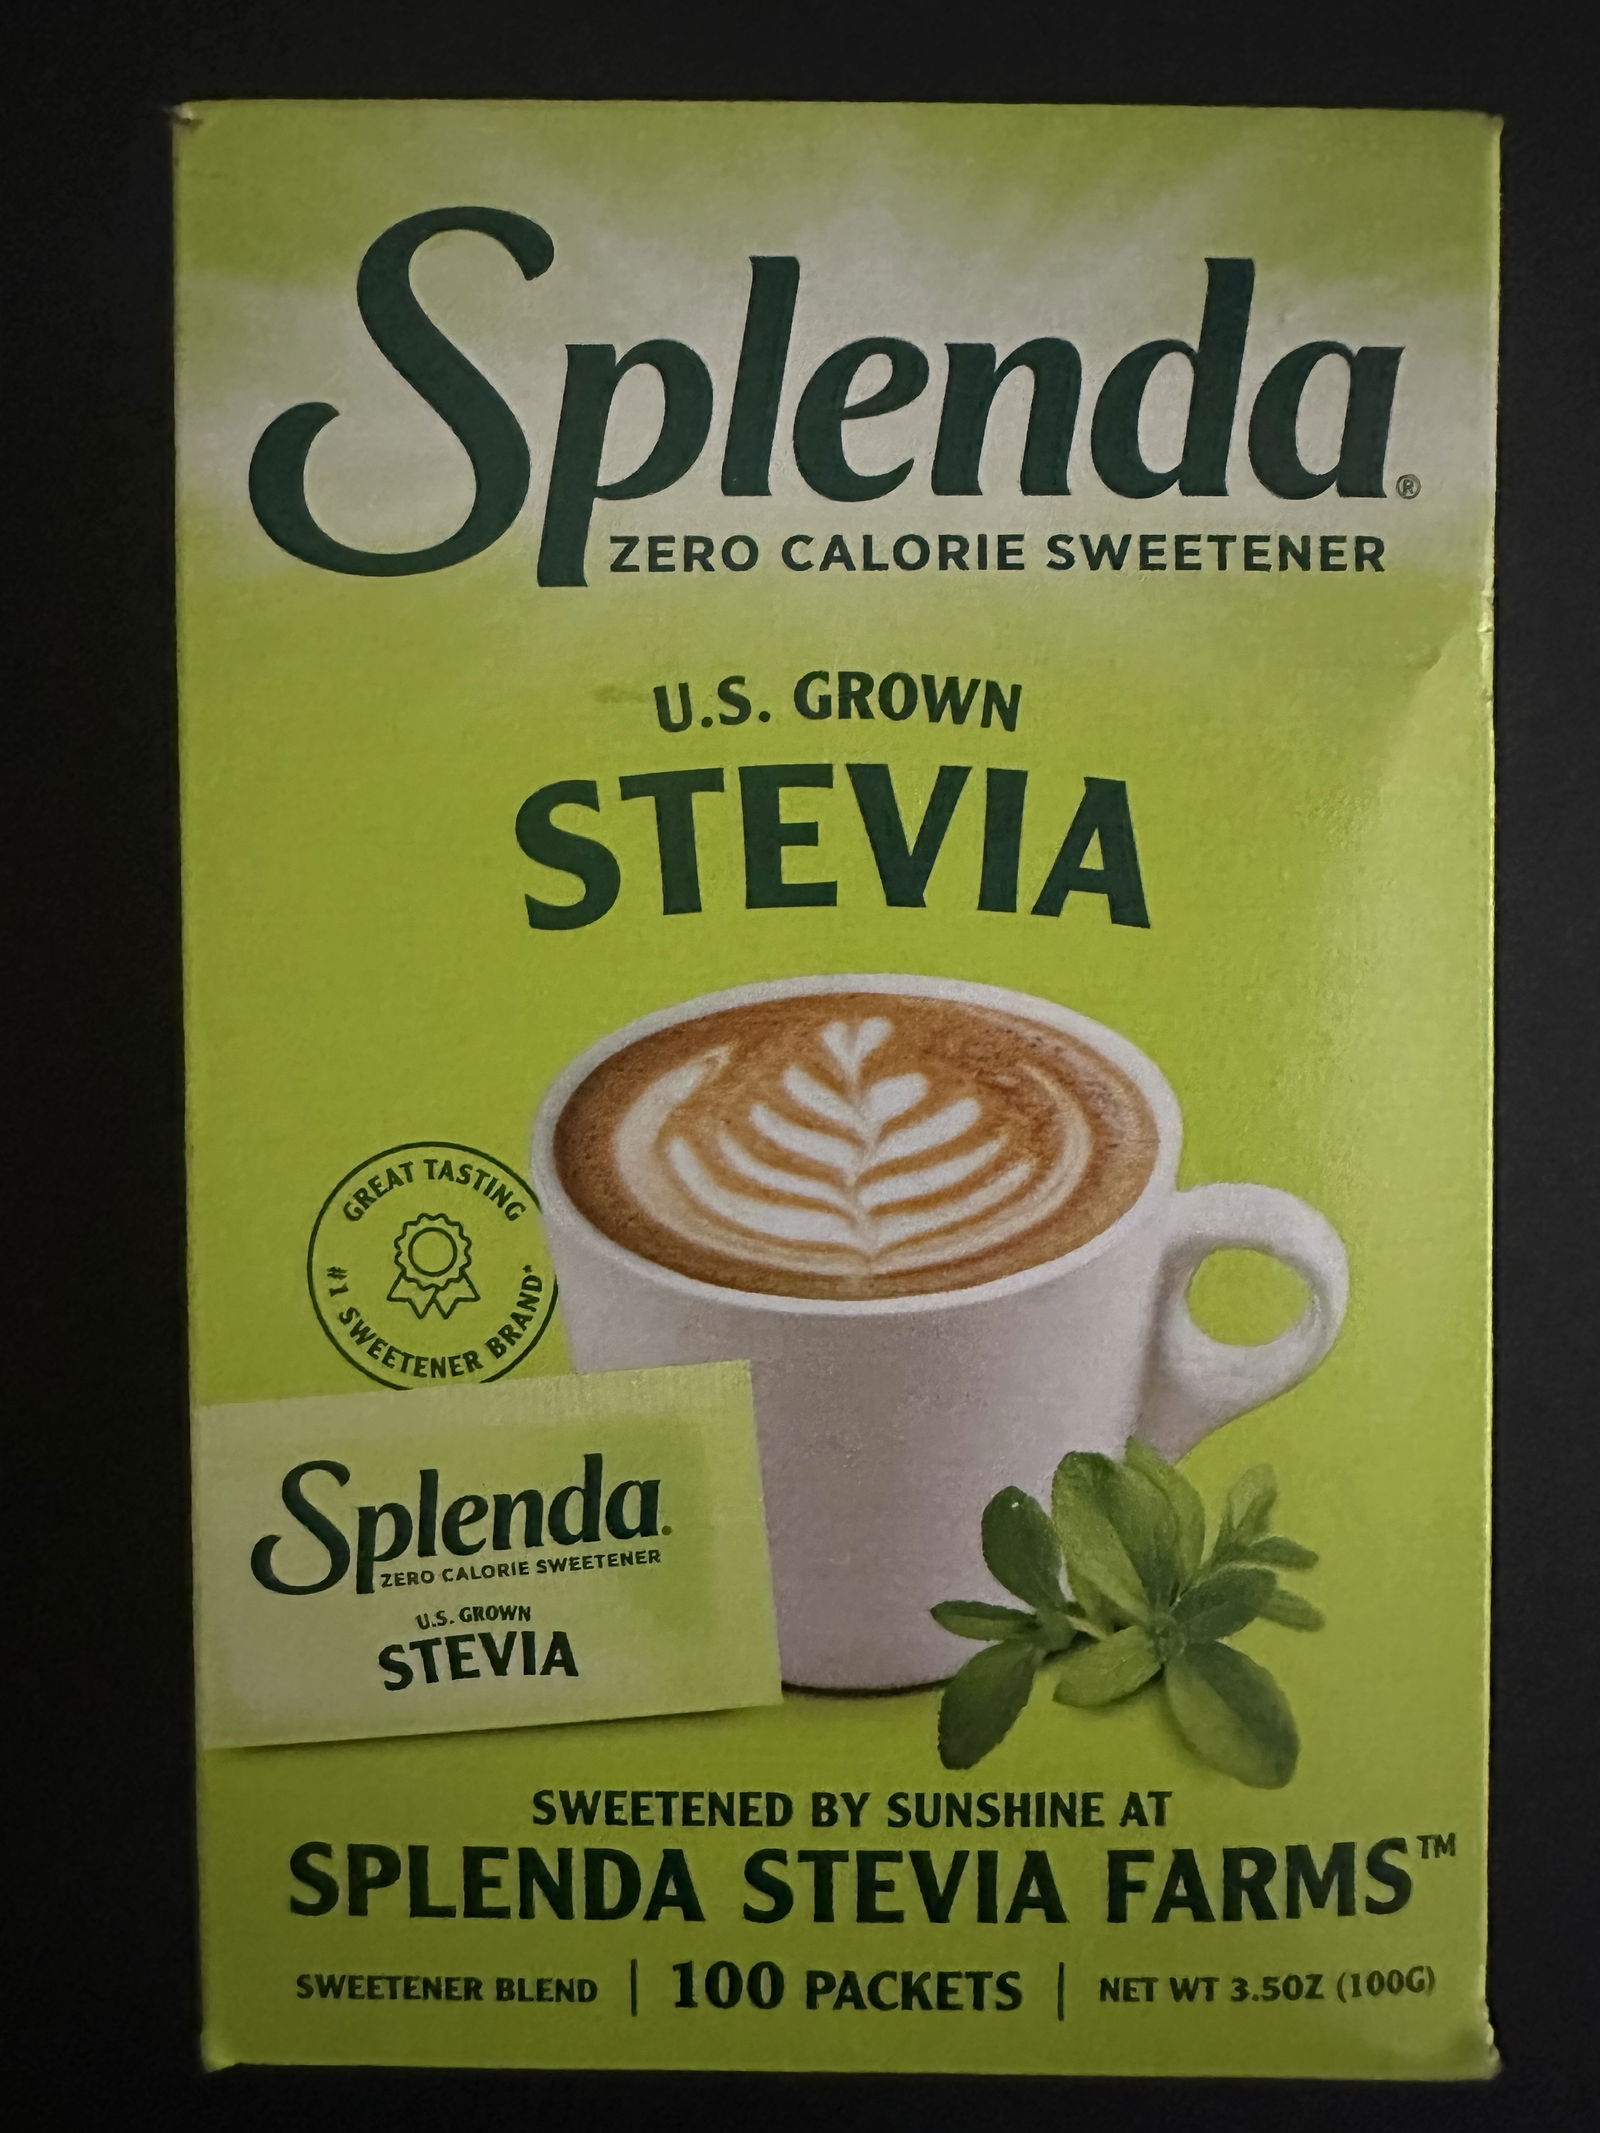 Splenda®
ZERO CALORIE SWEETENER
U.S. GROWN
STEVIA
GREAT TASTING
#1 SWEETENER BRAND*
Splenda.
ZERO CALORIE SWEETENER
U.S. GROWN
STEVIA
SWEETENED BY SUNSHINE AT
SPLENDA STEVIA FARMS™
SWEETENER BLEND | 100 PACKETS | NET WT 3.5OZ (100G)